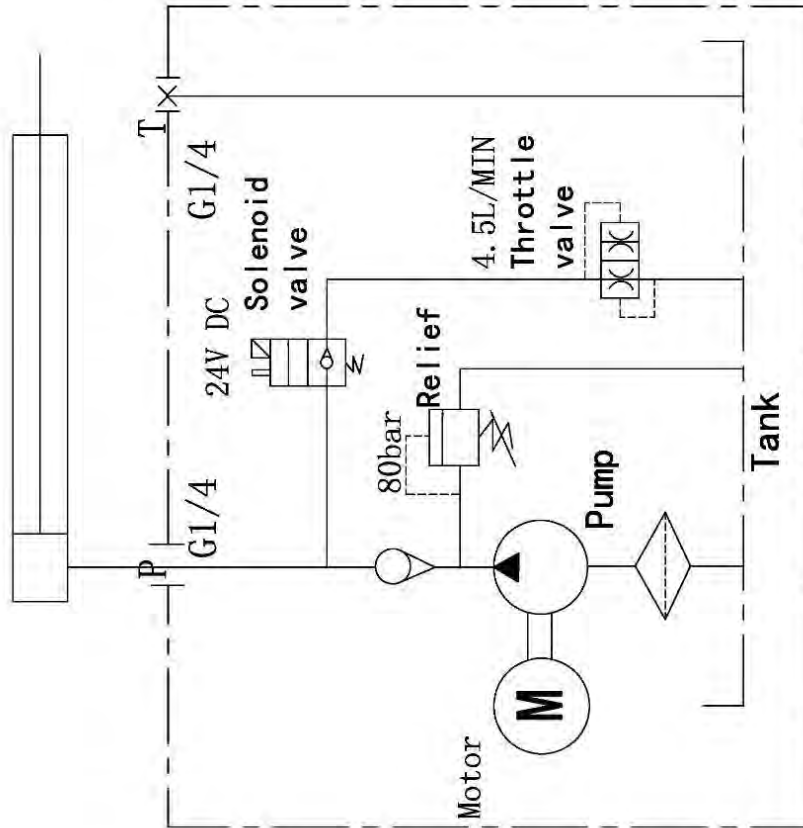 P
G1/4
T
G1/4
24V DC
Solenoid
valve
4.5L/MIN
Throttle
valve
80bar
Relief
Pump
M
Motor
Tank